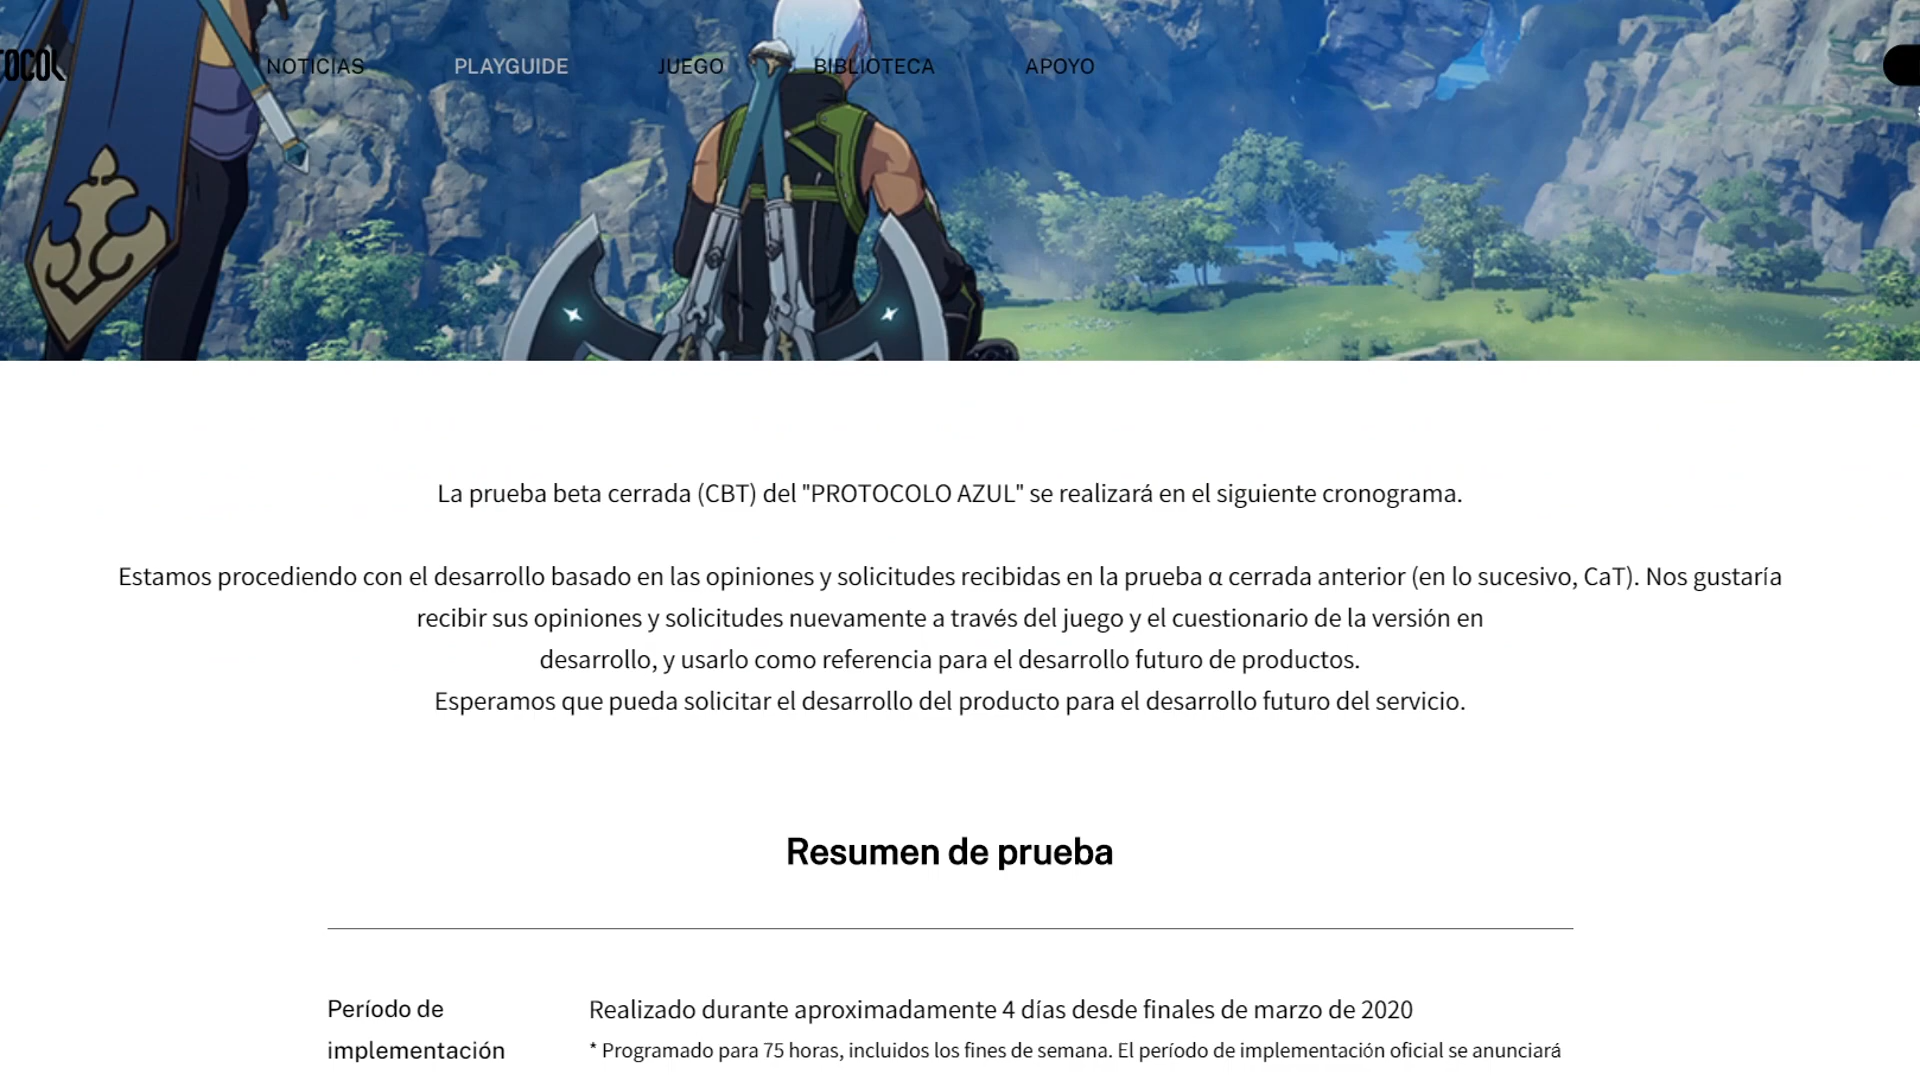 TOCOL
NOTICIAS PLAYGUIDE JUEGO BIBLIOTECA APOYO
La prueba beta cerrada (CBT) del "PROTOCOLO AZUL" se realizará en el siguiente cronograma.
Estamos procediendo con el desarrollo basado en las opiniones y solicitudes recibidas en la prueba α cerrada anterior (en lo sucesivo, CaT). Nos gustaría
recibir sus opiniones y solicitudes nuevamente a través del juego y el cuestionario de la versión en
desarrollo, y usarlo como referencia para el desarrollo futuro de productos.
Esperamos que pueda solicitar el desarrollo del producto para el desarrollo futuro del servicio.
Resumen de prueba
Período de
implementación
Realizado durante aproximadamente 4 días desde finales de marzo de 2020
* Programado para 75 horas, incluidos los fines de semana. El período de implementación oficial se anunciará